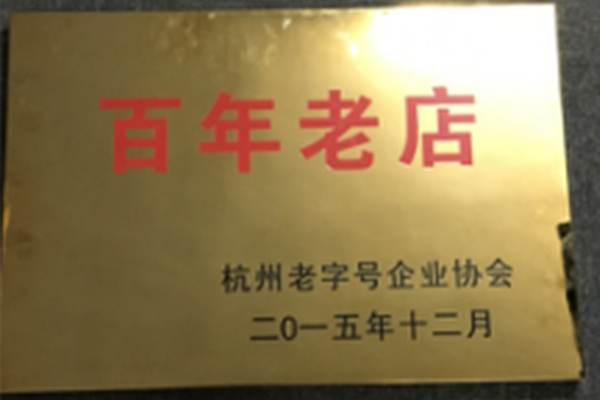 百年老店
杭州老字号企业协会
二0一五年十二月